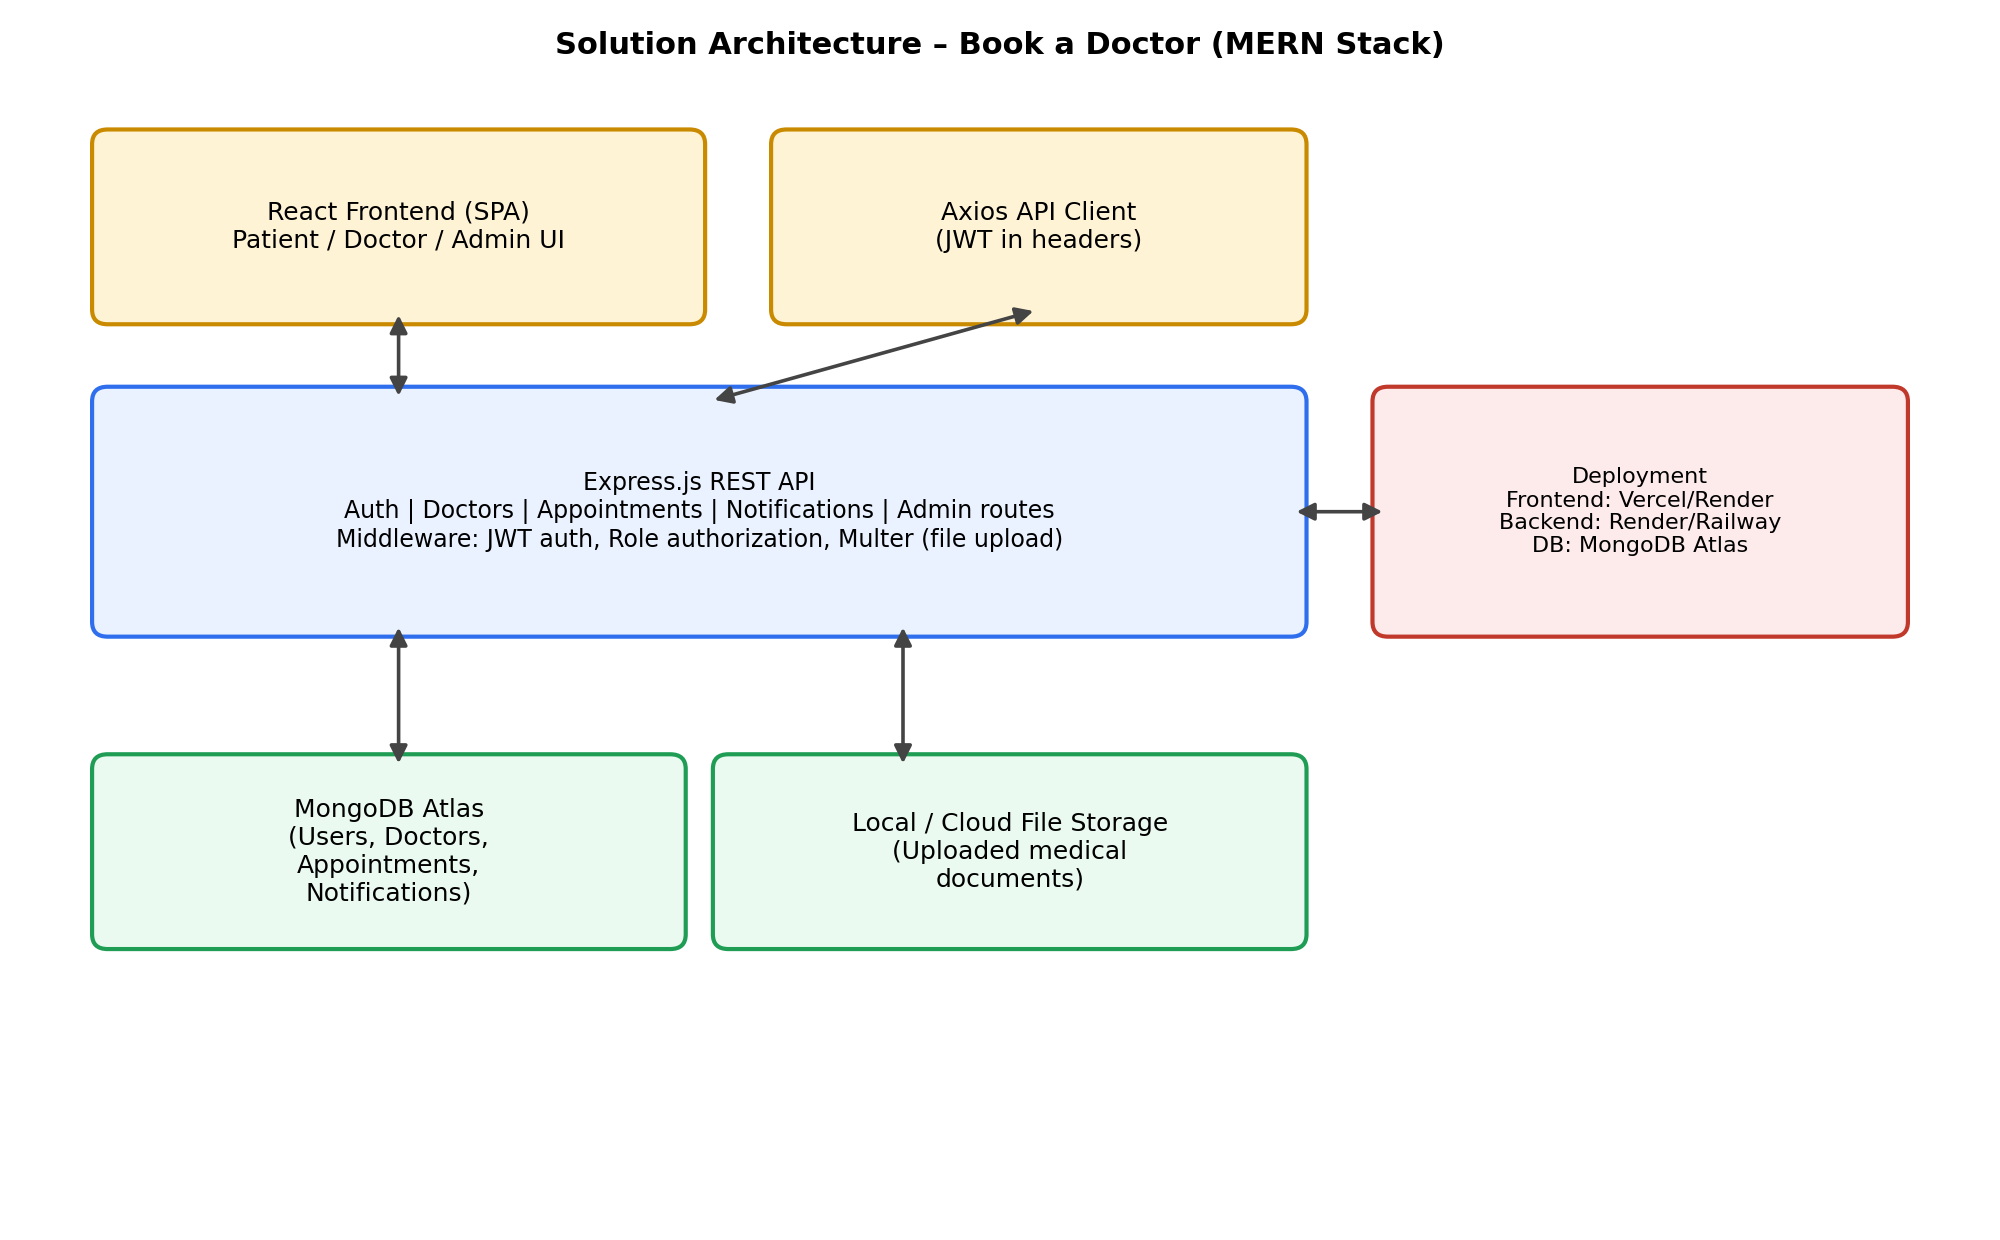 Solution Architecture – Book a Doctor (MERN Stack)
React Frontend (SPA)
Patient / Doctor / Admin UI
Axios API Client
(JWT in headers)
Express.js REST API
Auth | Doctors | Appointments | Notifications | Admin routes
Middleware: JWT auth, Role authorization, Multer (file upload)
Deployment
Frontend: Vercel/Render
Backend: Render/Railway
DB: MongoDB Atlas
MongoDB Atlas
(Users, Doctors,
Appointments,
Notifications)
Local / Cloud File Storage
(Uploaded medical
documents)